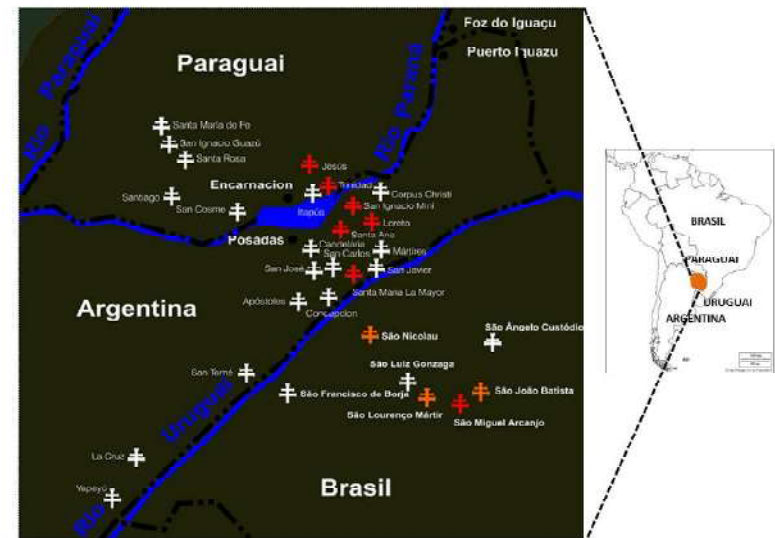 Foz do Iguaçu
Puerto Iguazu
Paraguai
Rio Paraguai
Rio Paraná
Santa Maria de Fe
San Ignacio Guazú
Santa Rosa
Jesús
Encarnacion
Trinidad
Santiago
Itapúa
Corpus Christi
San Cosme
San Ignacio Miní
Loreto
Posadas
Santa Ana
Candelaria
San Carlos
Mártires
San José
San Javier
Argentina
Santa Maria La Mayor
Apóstoles
Concepcion
São Nicolau
São Ângelo Custódio
São Luiz Gonzaga
San Tomé
São Francisco de Borja
São João Batista
São Lourenço Mártir
São Miguel Arcanjo
Rio Uruguai
La Cruz
Yapeyú
Brasil
BRASIL
PARAGUAI
URUGUAI
ARGENTINA